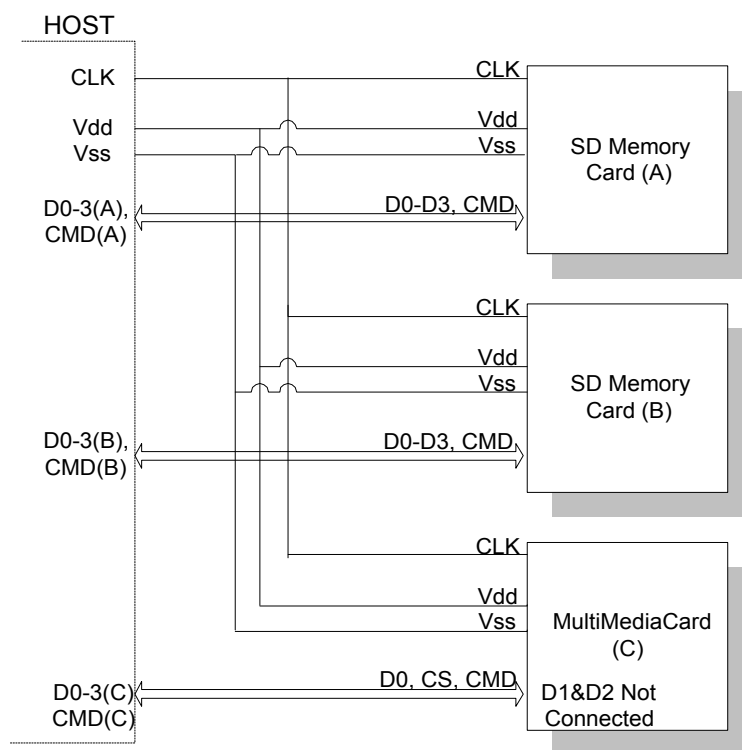 HOST
CLK
CLK
Vdd
Vdd
Vss
Vss
SD Memory
Card (A)
D0-3(A),
CMD(A)
D0-D3, CMD
CLK
Vdd
Vss
SD Memory
Card (B)
D0-3(B),
CMD(B)
D0-D3, CMD
CLK
Vdd
Vss
MultiMediaCard
(C)
D0-3(C)
CMD(C)
D0, CS, CMD
D1&D2 Not
Connected